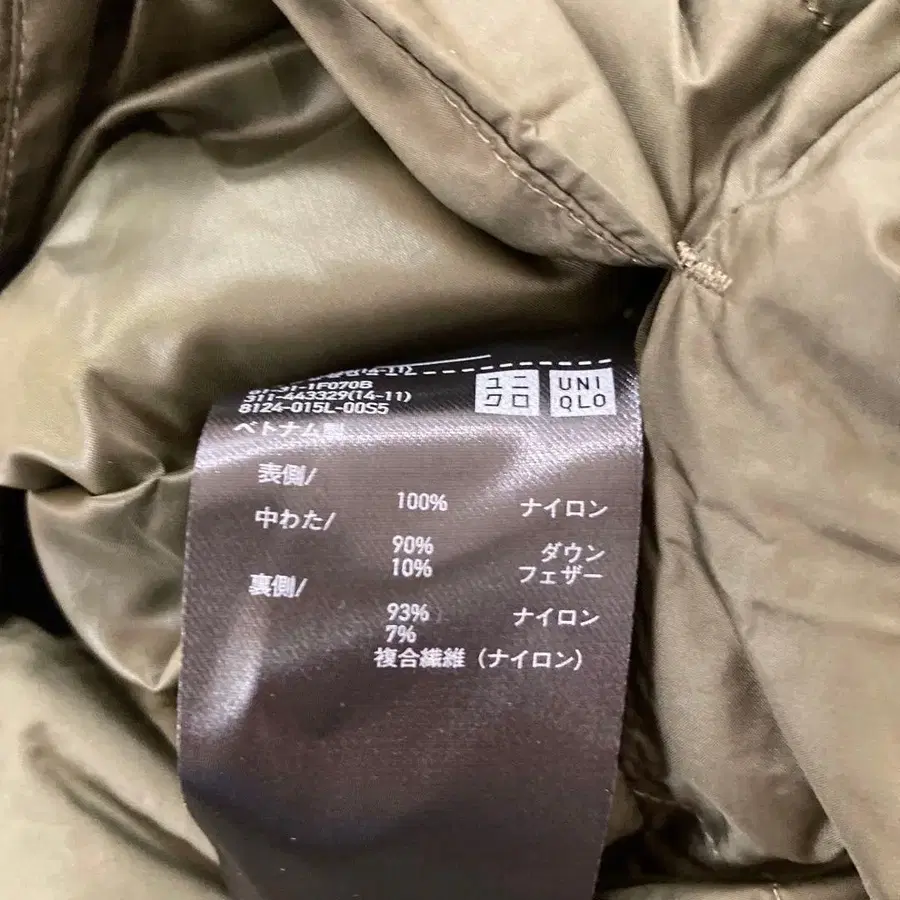 1F070B
311-443329(14-11)
8124-015L-00S5
ユニクロ
UNIQLO
ベトナム製
表側/
100% ナイロン
中わた/
90% ダウン
10% フェザー
裏側/
93% ナイロン
7%
複合繊維 (ナイロン)